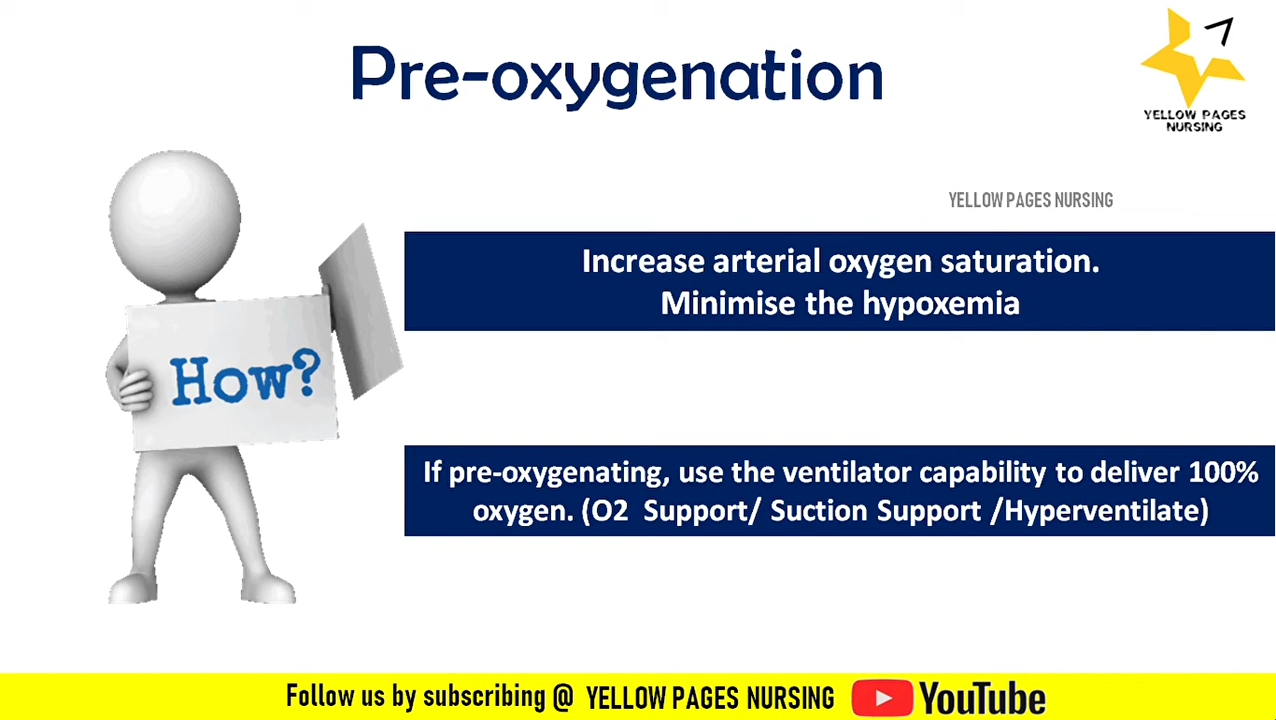 Pre-oxygenation
YELLOW PAGES
NURSING
YELLOW PAGES NURSING
Increase arterial oxygen saturation.
Minimise the hypoxemia
How?
If pre-oxygenating, use the ventilator capability to deliver 100%
oxygen. (O2 Support/ Suction Support /Hyperventilate)
Follow us by subscribing @ YELLOW PAGES NURSING YouTube